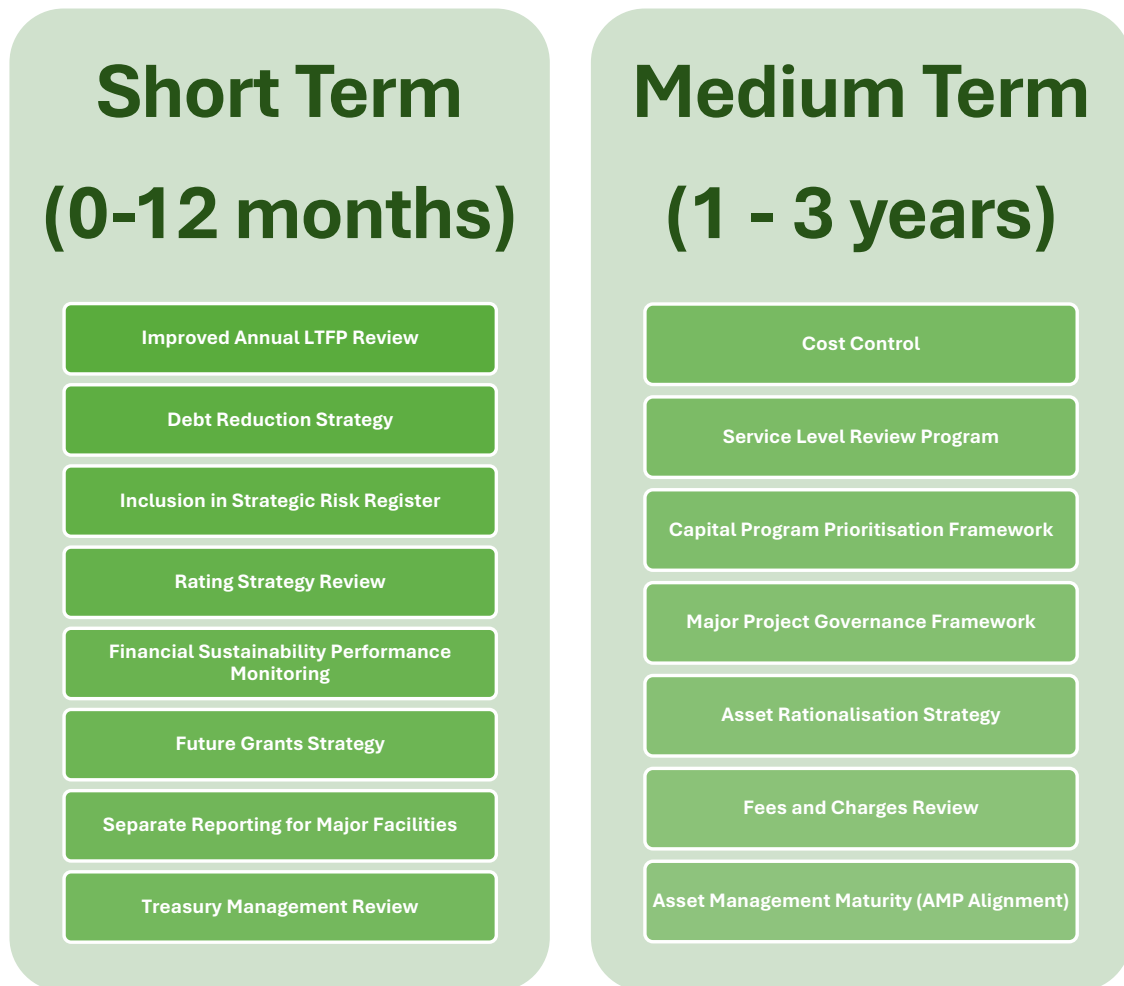 Short Term
(0-12 months)
Improved Annual LTFP Review
Debt Reduction Strategy
Inclusion in Strategic Risk Register
Rating Strategy Review
Financial Sustainability Performance
Monitoring
Future Grants Strategy
Separate Reporting for Major Facilities
Treasury Management Review
Medium Term
(1 - 3 years)
Cost Control
Service Level Review Program
Capital Program Prioritisation Framework
Major Project Governance Framework
Asset Rationalisation Strategy
Fees and Charges Review
Asset Management Maturity (AMP Alignment)